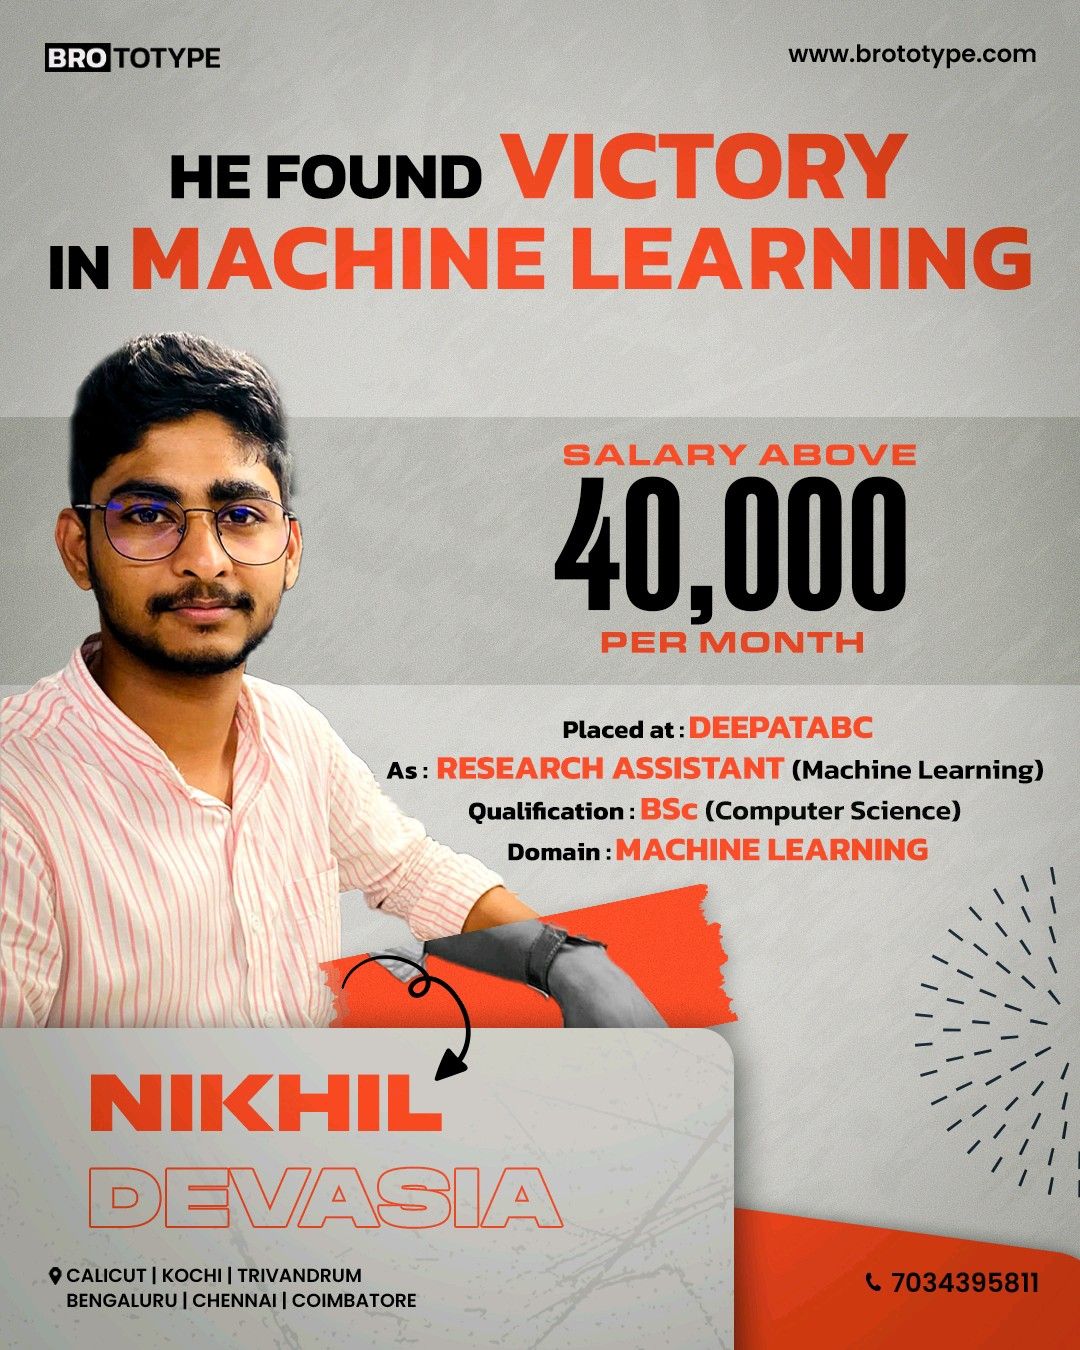 BROTOTYPE
www.brototype.com
HE FOUND VICTORY
IN MACHINE LEARNING
SALARY ABOVE
40,000
PER MONTH
Placed at : DEEPATABC
As : RESEARCH ASSISTANT (Machine Learning)
Qualification : BSc (Computer Science)
Domain : MACHINE LEARNING
NIKHIL
DEVASIA
CALICUT | KOCHI | TRIVANDRUM
BENGALURU | CHENNAI | COIMBATORE
7034395811